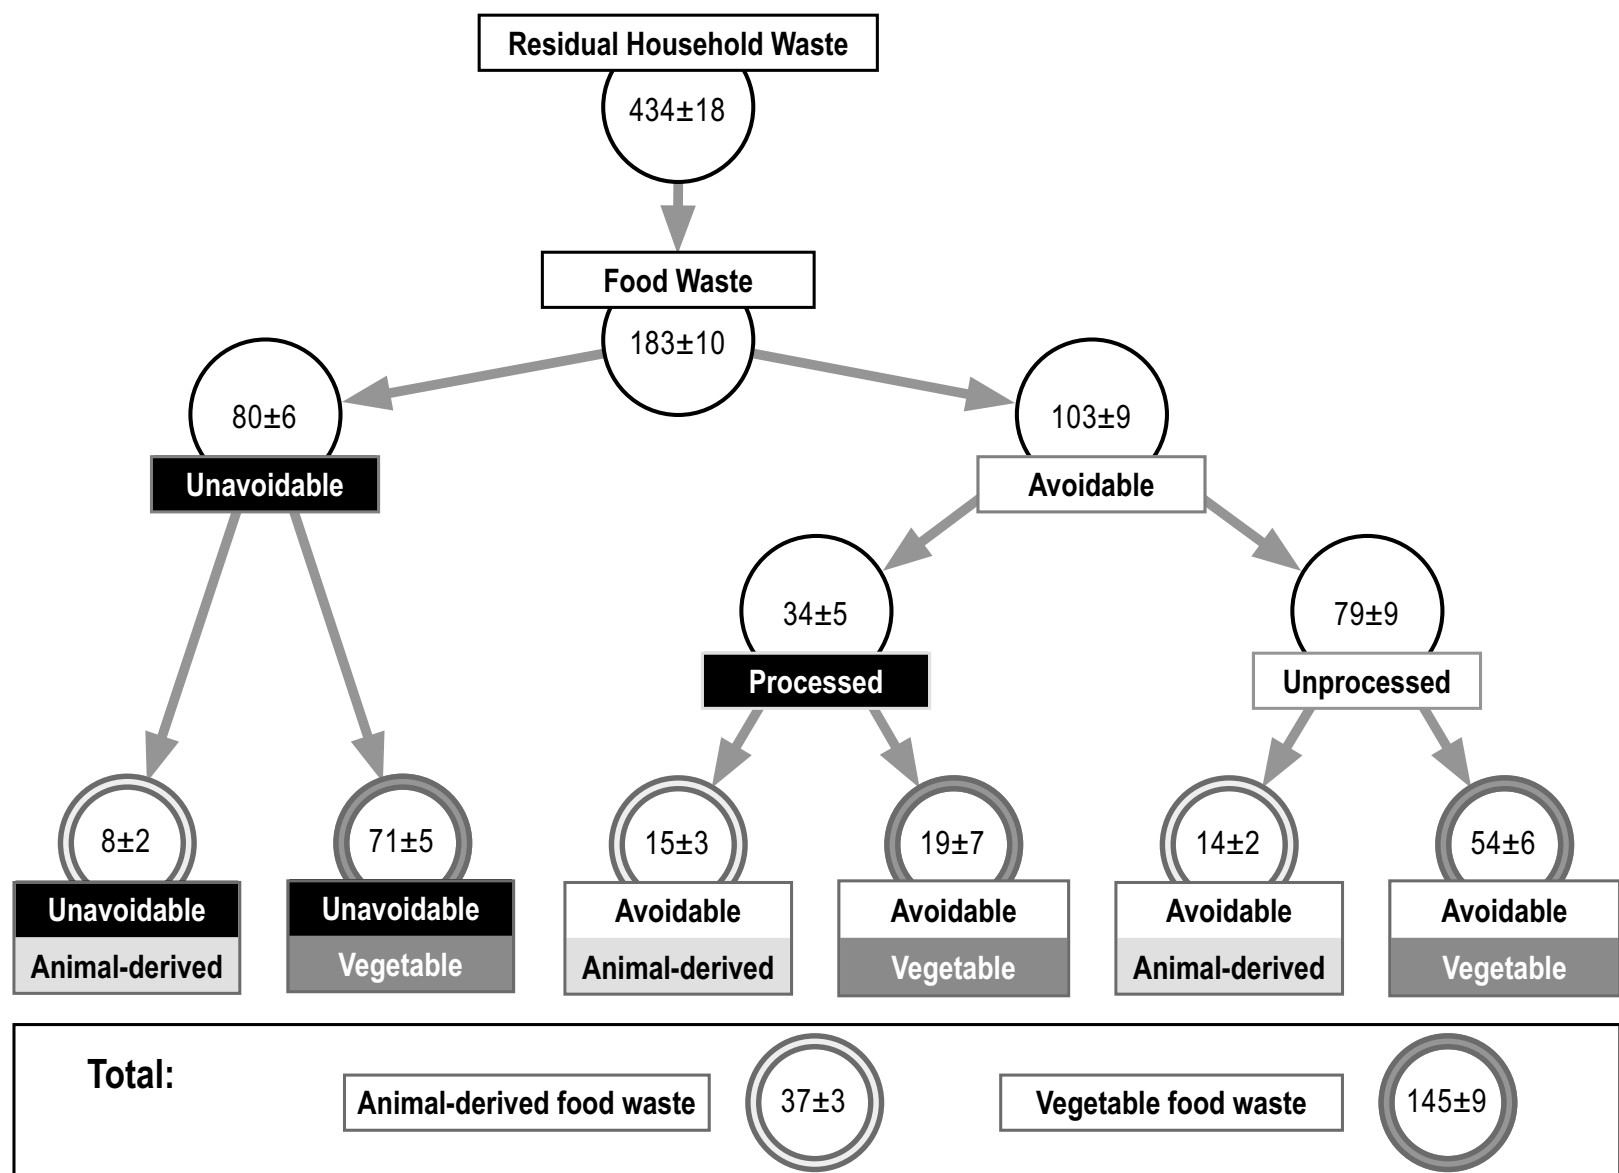 Residual Household Waste
434±18
Food Waste
183±10
80±6
103±9
Unavoidable
Avoidable
34±5
79±9
Processed
Unprocessed
8±2
71±5
15±3
19±7
14±2
54±6
Unavoidable
Unavoidable
Avoidable
Avoidable
Avoidable
Avoidable
Animal-derived
Vegetable
Animal-derived
Vegetable
Animal-derived
Vegetable
Total:
Animal-derived food waste
37±3
Vegetable food waste
145±9